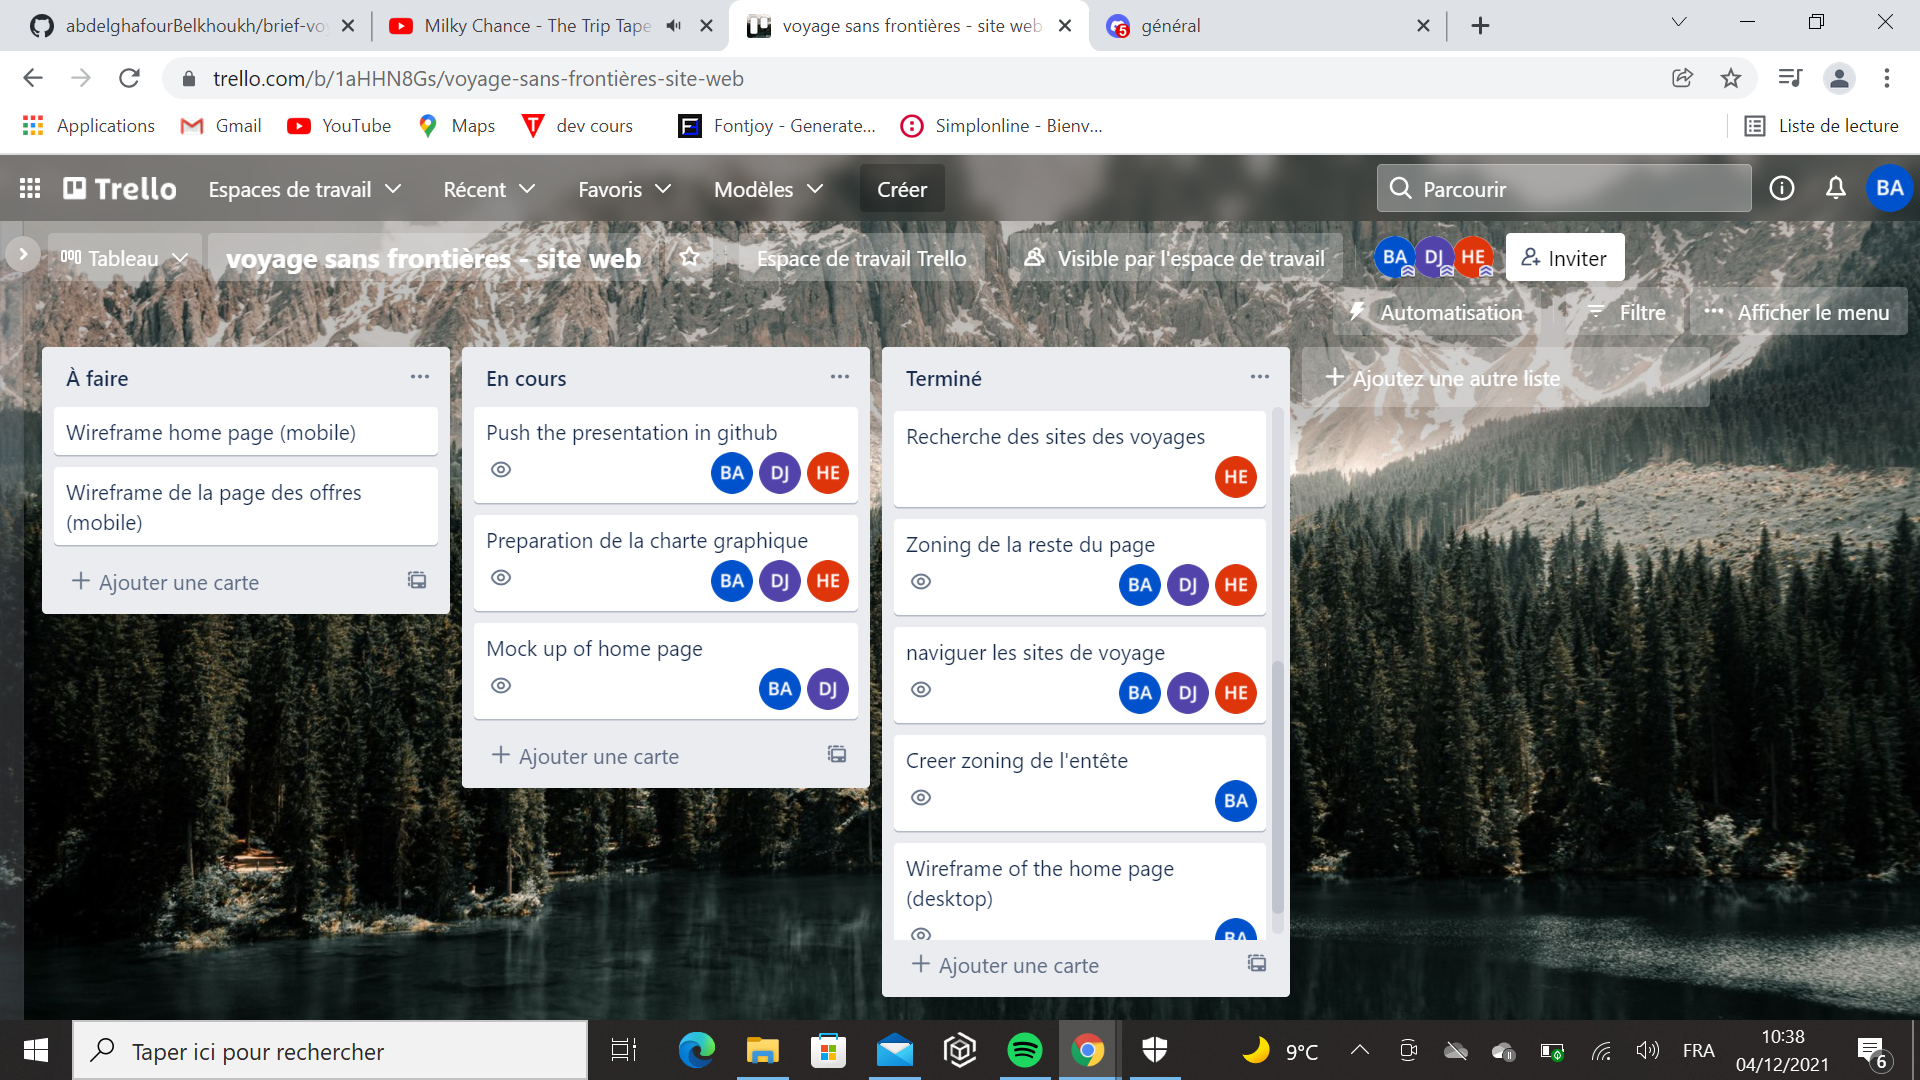 abdelghafourBelkhoukh/brief-vo
Milky Chance - The Trip Tape
voyage sans frontières - site web
5
général
trello.com/b/1aHHN8Gs/voyage-sans-frontières-site-web
Applications
Gmail
YouTube
Maps
dev cours
Fontjoy - Generate...
Simplonline - Bienv...
Liste de lecture
Trello
Espaces de travail
Récent
Favoris
Modèles
Créer
Parcourir
BA
Tableau
voyage sans frontières - site web
Espace de travail Trello
Visible par l'espace de travail
BA DJ HE
Inviter
Automatisation
Filtre
Afficher le menu
À faire
Wireframe home page (mobile)
Wireframe de la page des offres
(mobile)
Ajouter une carte
En cours
Push the presentation in github
BA DJ HE
Preparation de la charte graphique
BA DJ HE
Mock up of home page
BA DJ
Ajouter une carte
Terminé
Recherche des sites des voyages
HE
Zoning de la reste du page
BA DJ HE
naviguer les sites de voyage
BA DJ HE
Creer zoning de l'entête
BA
Wireframe of the home page
(desktop)
BA
Ajouter une carte
Ajoutez une autre liste
Taper ici pour rechercher
9°C
FRA
10:38
04/12/2021
6